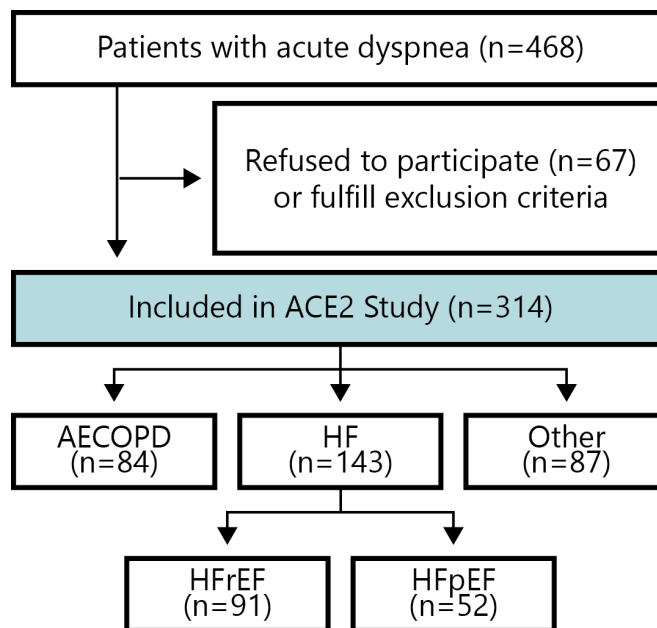 Patients with acute dyspnea (n=468)
Refused to participate (n=67)
or fulfill exclusion criteria
Included in ACE2 Study (n=314)
AECOPD
(n=84)
HF
(n=143)
Other
(n=87)
HFrEF
(n=91)
HFpEF
(n=52)